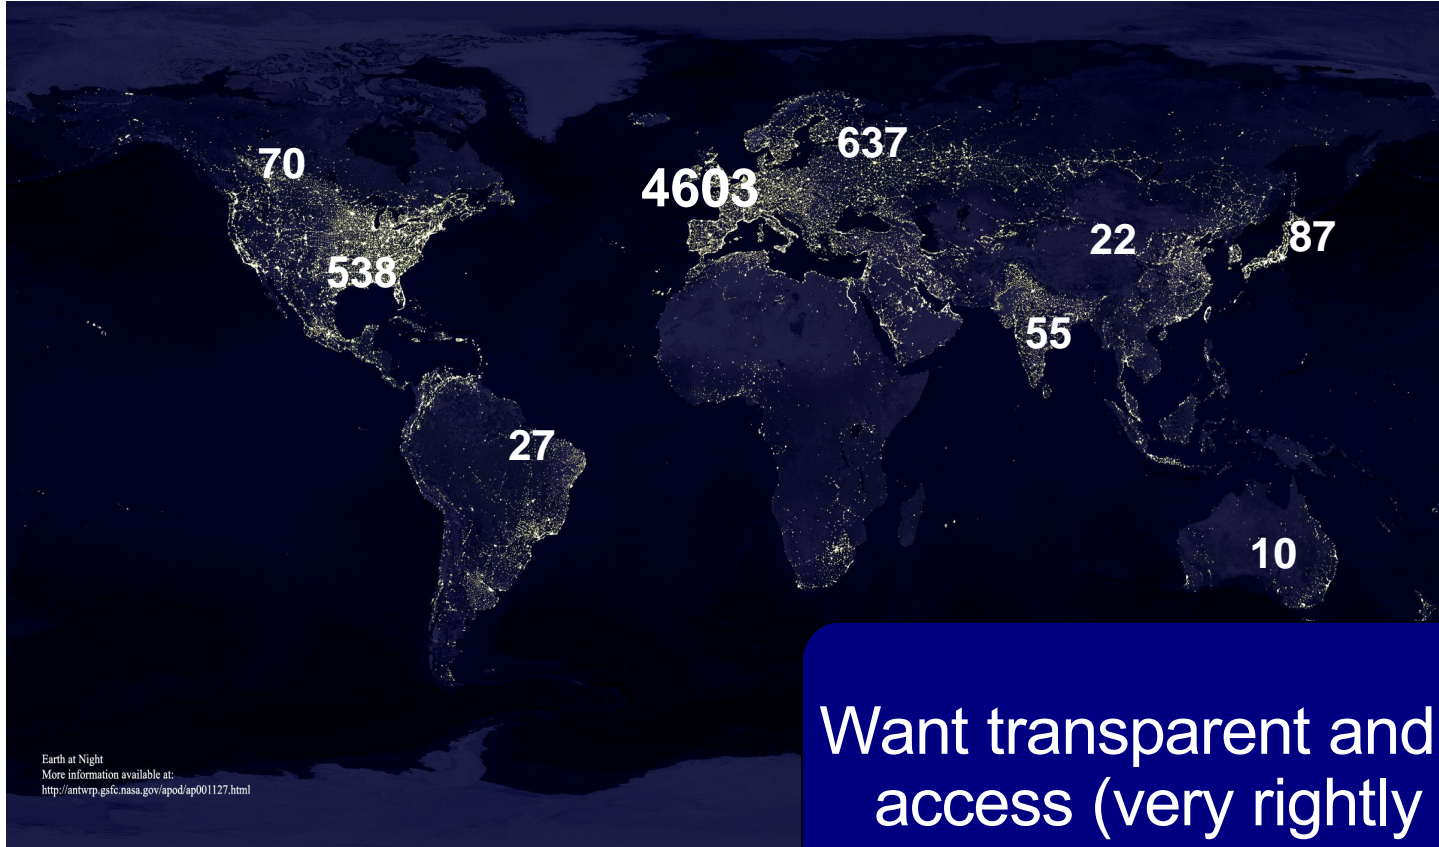 637
70
4603
22
87
538
55
27
10
Want transparent and
access (very rightly
Earth at Night
More information available at:
http://antwrp.gsfc.nasa.gov/apod/ap001127.html